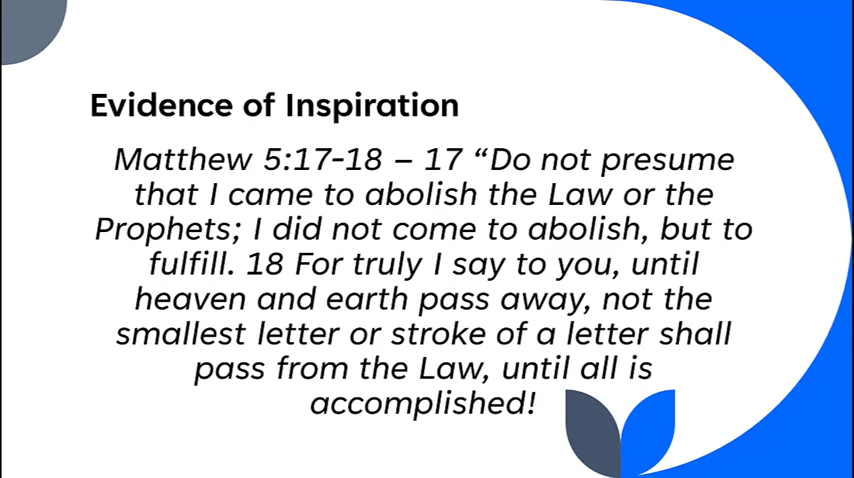 Evidence of Inspiration
Matthew 5:17-18 – 17 “Do not presume
that I came to abolish the Law or the
Prophets; I did not come to abolish, but to
fulfill. 18 For truly I say to you, until
heaven and earth pass away, not the
smallest letter or stroke of a letter shall
pass from the Law, until all is
accomplished!